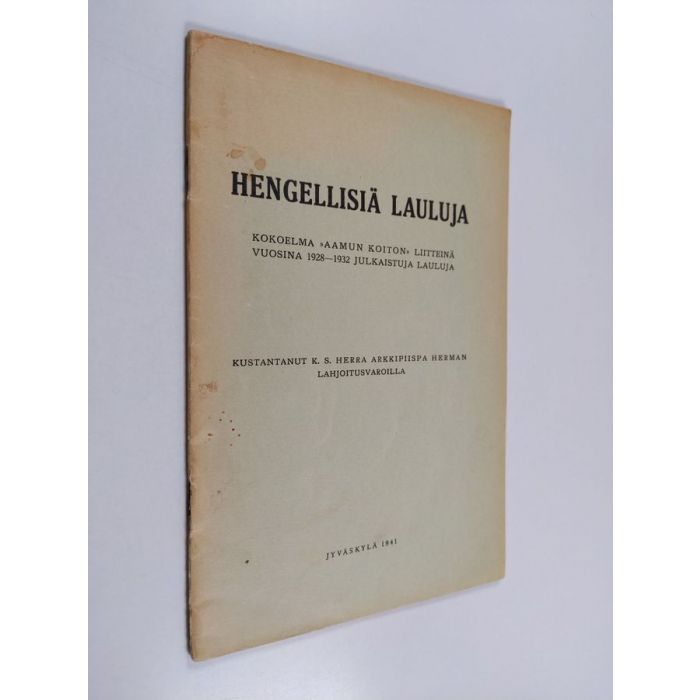 HENGELLISIÄ LAULUJA
KOKOELMA »AAMUN KOITON» LIITTEINÄ
VUOSINA 1928—1932 JULKAISTUJA LAULUJA
KUSTANTANUT K. S. HERRA ARKKIPIISPA HERMAN
LAHJOITUSVAROILLA
JYVÄSKYLÄ 1941